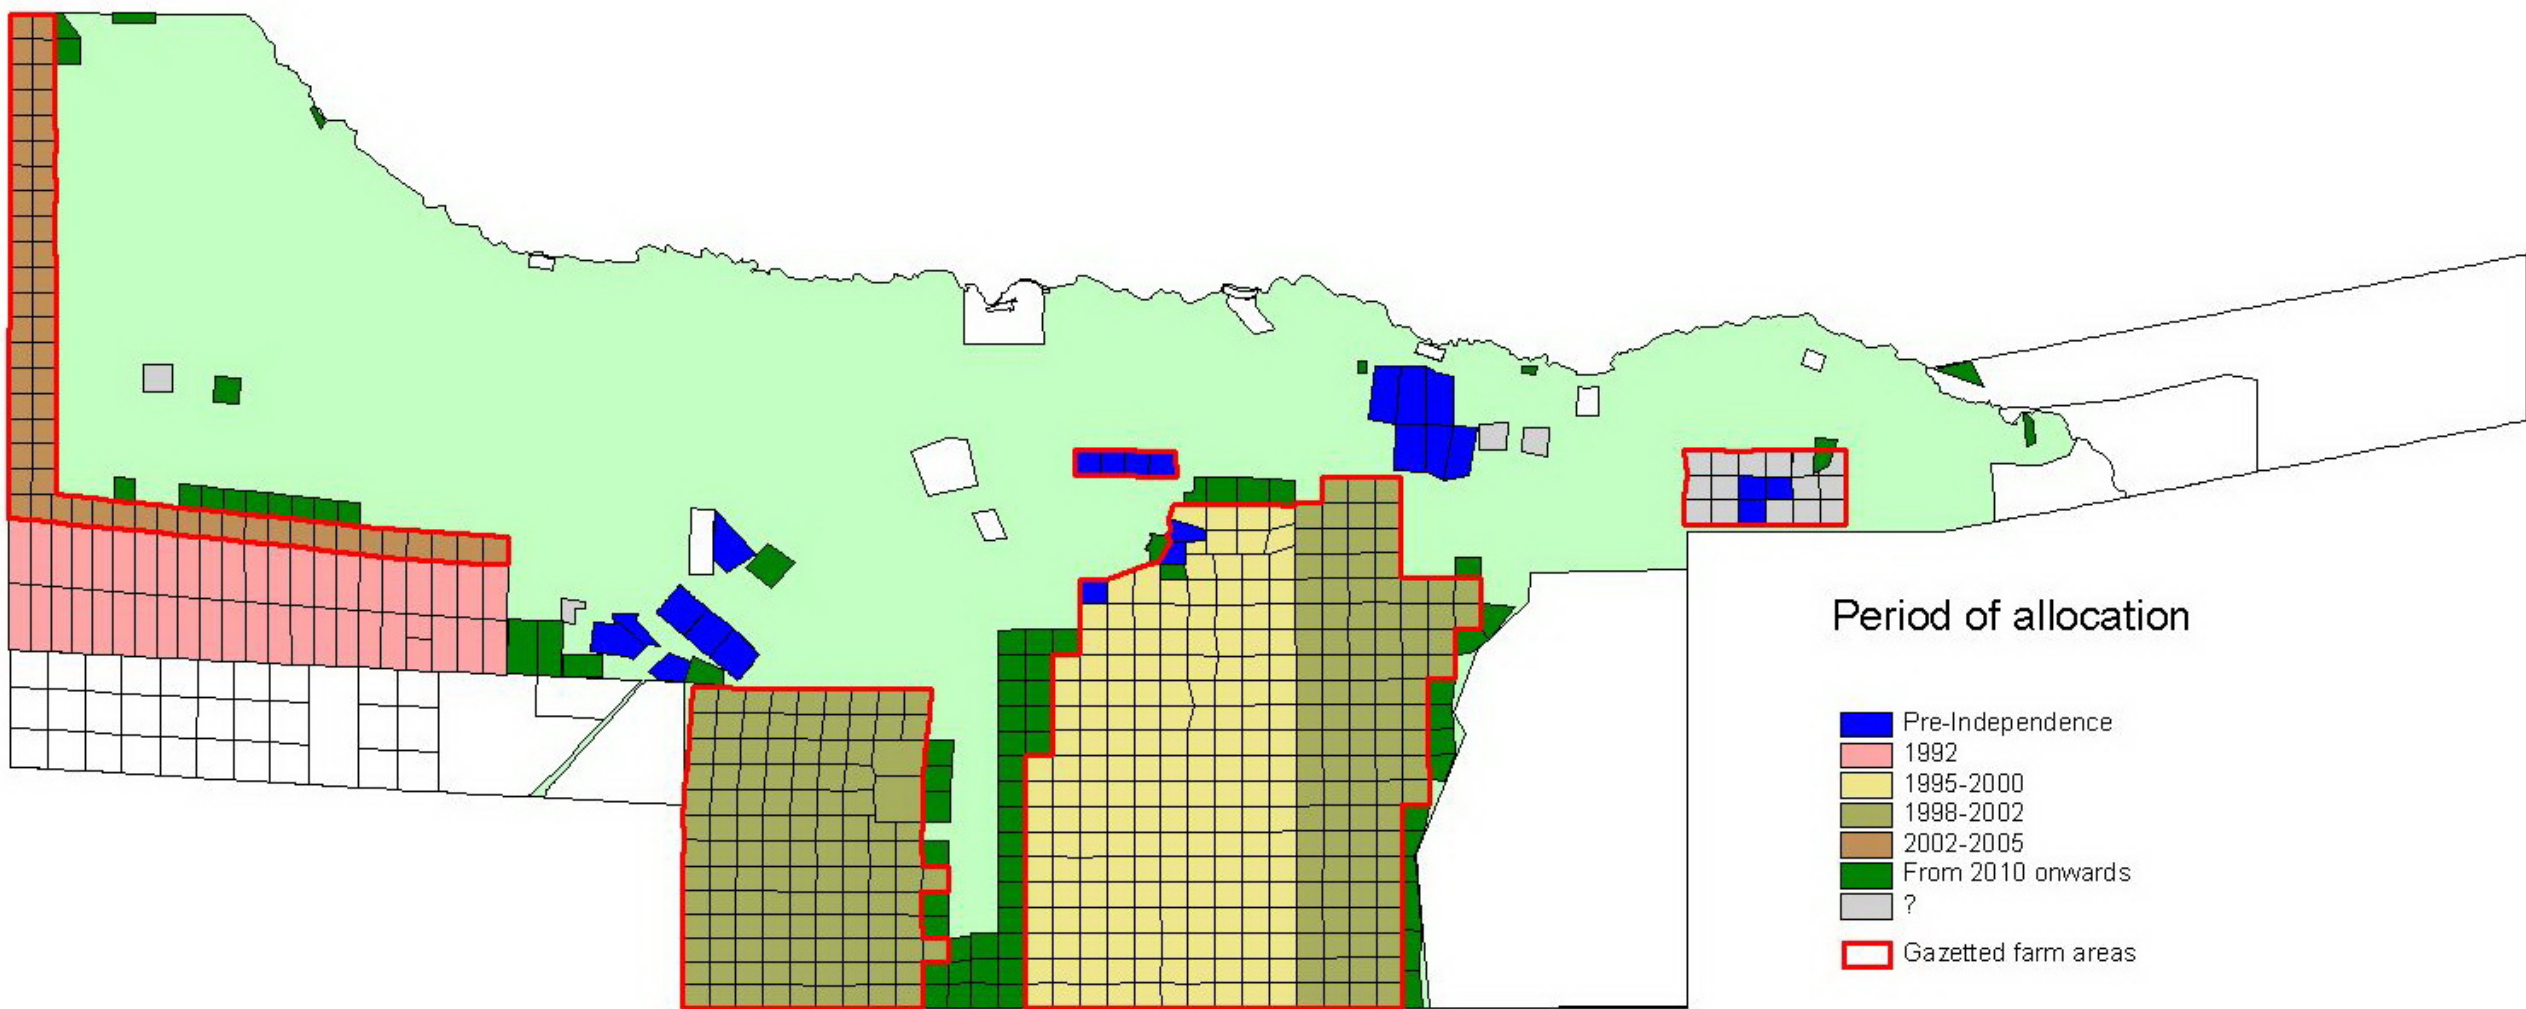 Period of allocation
Pre-Independence
1992
1995-2000
1998-2002
2002-2005
From 2010 onwards
?
Gazetted farm areas